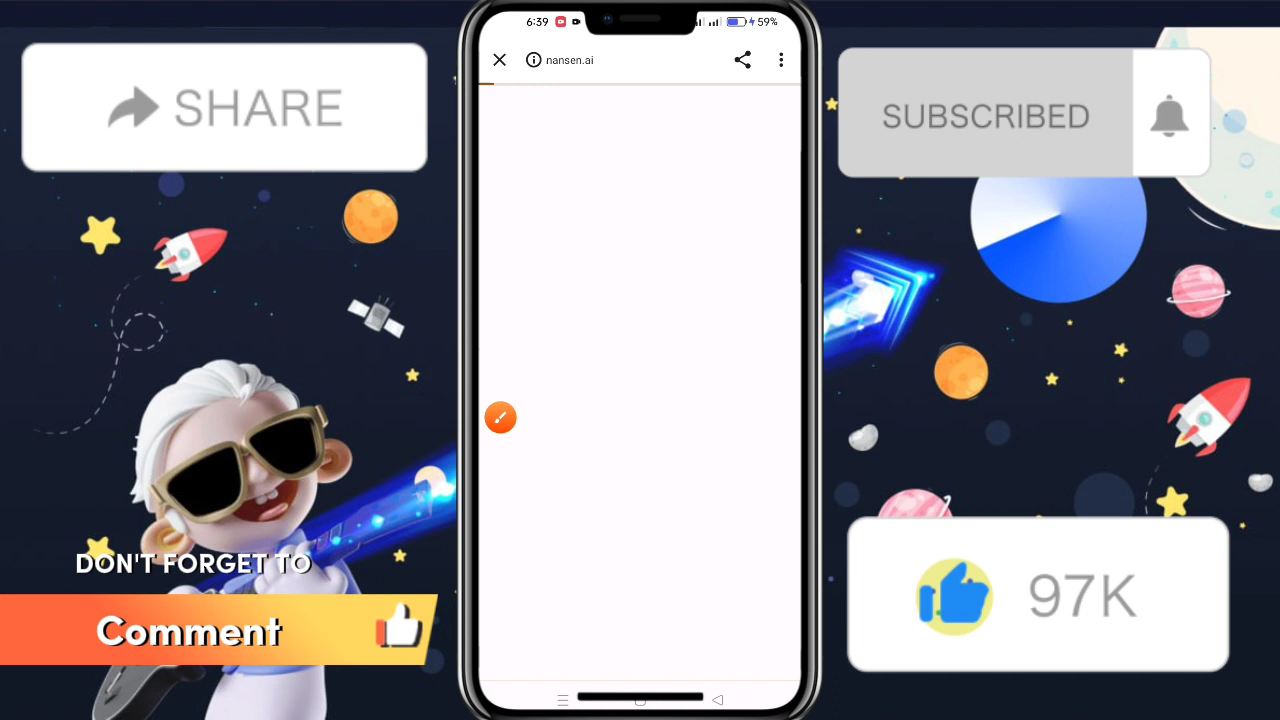 6:39
59%
nansen.ai
SHARE
SUBSCRIBED
DON'T FORGET TO
Comment
97K